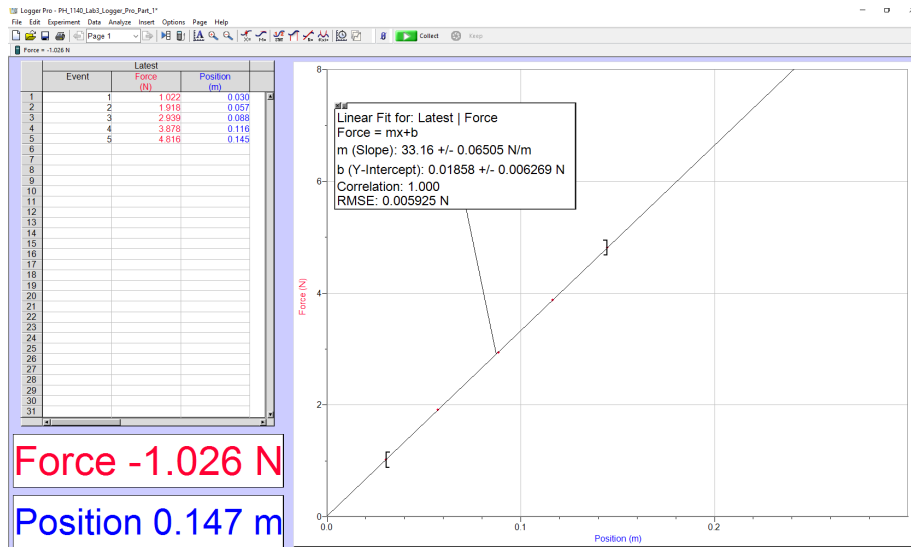 Logger Pro - PH_1140_Lab3_Logger_Pro_Part_1*
File Edit Experiment Data Analyze Insert Options Page Help
Page 1
Collect
Keep
Force = -1.026 N
Latest
Event Force Position
(N) (m)
1 1 1.022 0.030
2 2 1.918 0.057
3 3 2.939 0.088
4 4 3.878 0.116
5 5 4.816 0.145
6
7
8
9
10
11
12
13
14
15
16
17
18
19
20
21
22
23
24
25
26
27
28
29
30
31
Force -1.026 N
Position 0.147 m
Linear Fit for: Latest | Force
Force = mx+b
m (Slope): 33.16 +/- 0.06505 N/m
b (Y-Intercept): 0.01858 +/- 0.006269 N
Correlation: 1.000
RMSE: 0.005925 N
8
6
4
2
0
Force (N)
0.0 0.1 0.2
Position (m)